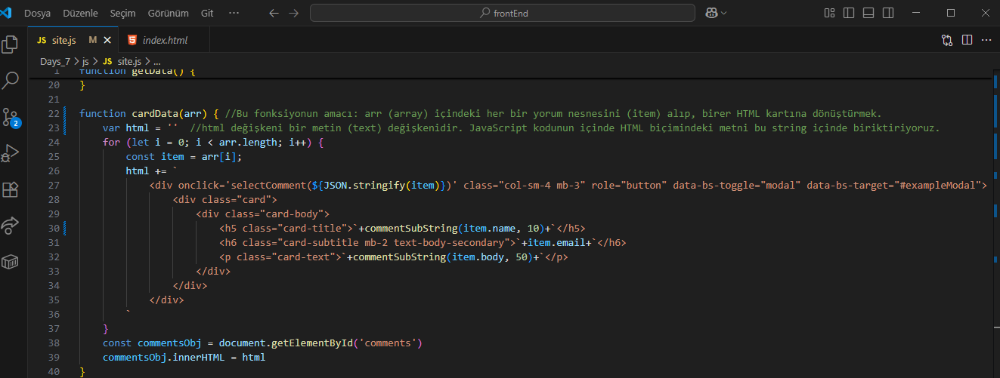 Dosya Düzenle Seçim Görünüm Git ··· ← → frontEnd
JS site.js M × index.html
Days_7 > js > JS site.js > ...
1 function getData() {
20 }
21
22 function cardData(arr) { //Bu fonksiyonun amacı: arr (array) içindeki her bir yorum nesnesini (item) alıp, birer HTML kartına dönüştürmek.
23 var html = '' //html değişkeni bir metin (text) değişkenidir. JavaScript kodunun içinde HTML biçimindeki metni bu string içinde biriktiriyoruz.
24 for (let i = 0; i < arr.length; i++) {
25 const item = arr[i];
26 html += `
27 <div onclick='selectComment(${JSON.stringify(item)})' class="col-sm-4 mb-3" role="button" data-bs-toggle="modal" data-bs-target="#exampleModal">
28 <div class="card">
29 <div class="card-body">
30 <h5 class="card-title">`+commentSubString(item.name, 10)+`</h5>
31 <h6 class="card-subtitle mb-2 text-body-secondary">`+item.email+`</h6>
32 <p class="card-text">`+commentSubString(item.body, 50)+`</p>
33 </div>
34 </div>
35 </div>
36 `
37 }
38 const commentsObj = document.getElementById('comments')
39 commentsObj.innerHTML = html
40 }
2